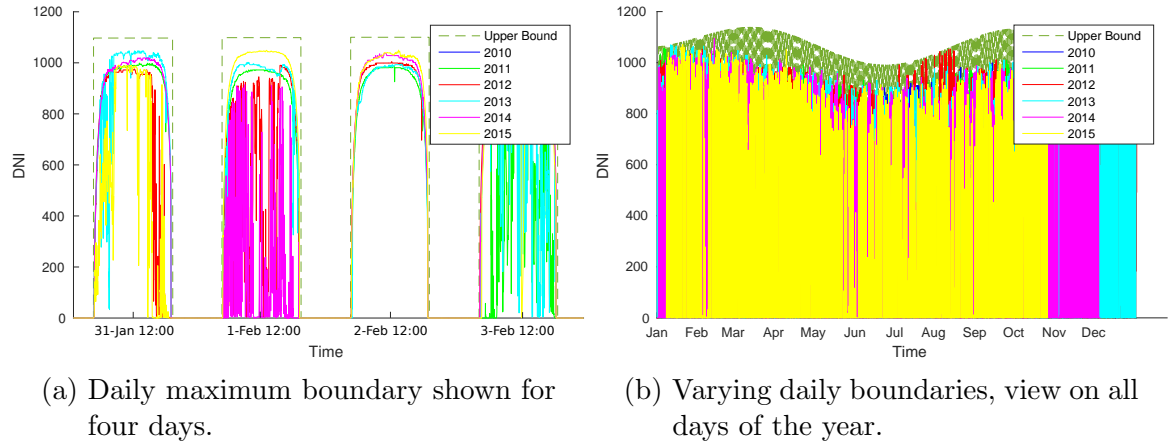 1200
1000
800
600
400
200
0
DNI
31-Jan 12:00
1-Feb 12:00
2-Feb 12:00
3-Feb 12:00
Time
Upper Bound
2010
2011
2012
2013
2014
2015
(a) Daily maximum boundary shown for
four days.
1200
1000
800
600
400
200
0
DNI
Jan
Feb
Mar
Apr
May
Jun
Jul
Aug
Sep
Oct
Nov
Dec
Time
Upper Bound
2010
2011
2012
2013
2014
2015
(b) Varying daily boundaries, view on all
days of the year.